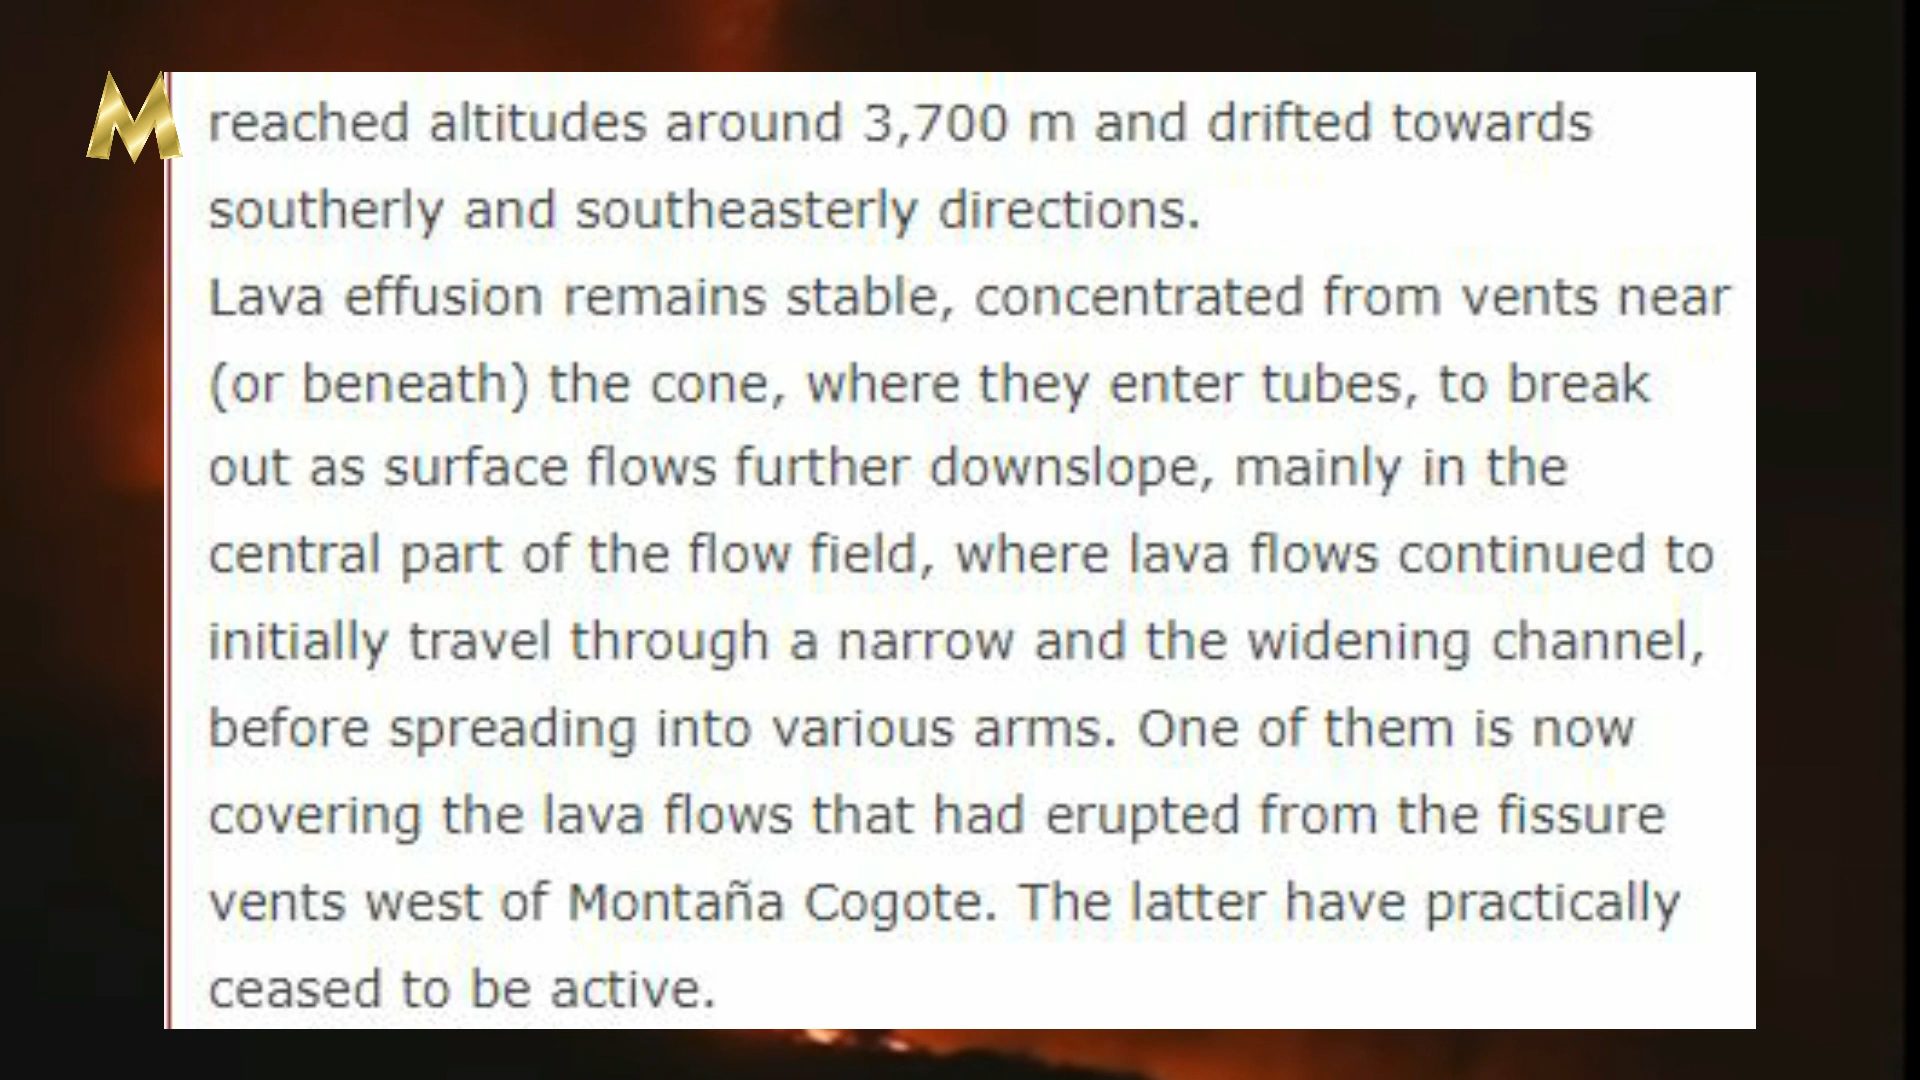 M
reached altitudes around 3,700 m and drifted towards
southerly and southeasterly directions.
Lava effusion remains stable, concentrated from vents near
(or beneath) the cone, where they enter tubes, to break
out as surface flows further downslope, mainly in the
central part of the flow field, where lava flows continued to
initially travel through a narrow and the widening channel,
before spreading into various arms. One of them is now
covering the lava flows that had erupted from the fissure
vents west of Montaña Cogote. The latter have practically
ceased to be active.